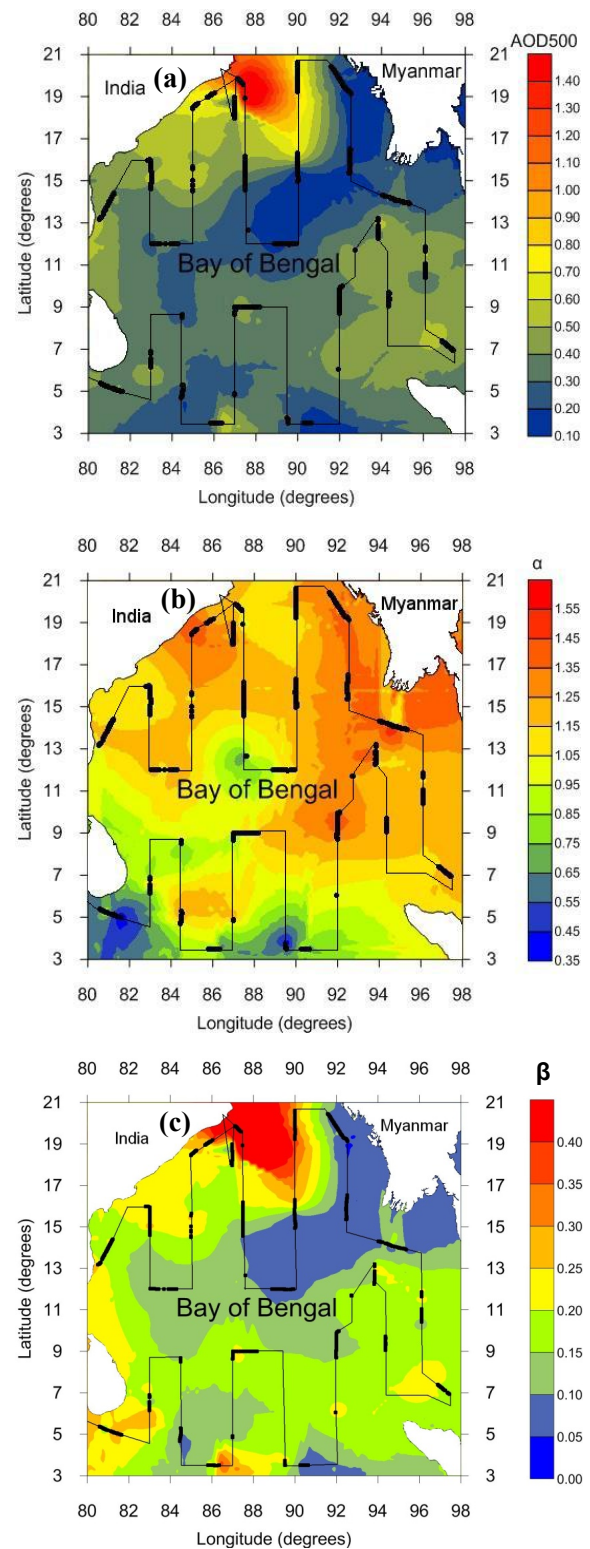 80 82 84 86 88 90 92 94 96 98
AOD500
21 (a) 21
India Myanmar
19 19
17 17
15 15
13 13
11 11
9 9
7 7
5 5
3 3
Bay of Bengal
Latitude (degrees)
80 82 84 86 88 90 92 94 96 98
Longitude (degrees)
1.40
1.30
1.20
1.10
1.00
0.90
0.80
0.70
0.60
0.50
0.40
0.30
0.20
0.10
80 82 84 86 88 90 92 94 96 98
α
21 (b) 21
India Myanmar
19 19
17 17
15 15
13 13
11 11
9 9
7 7
5 5
3 3
Bay of Bengal
Latitude (degrees)
80 82 84 86 88 90 92 94 96 98
Longitude (degrees)
1.55
1.45
1.35
1.25
1.15
1.05
0.95
0.85
0.75
0.65
0.55
0.45
0.35
80 82 84 86 88 90 92 94 96 98
β
21 (c) 21
India Myanmar
19 19
17 17
15 15
13 13
11 11
9 9
7 7
5 5
3 3
Bay of Bengal
Latitude (degrees)
80 82 84 86 88 90 92 94 96 98
Longitude (degrees)
0.40
0.35
0.30
0.25
0.20
0.15
0.10
0.05
0.00